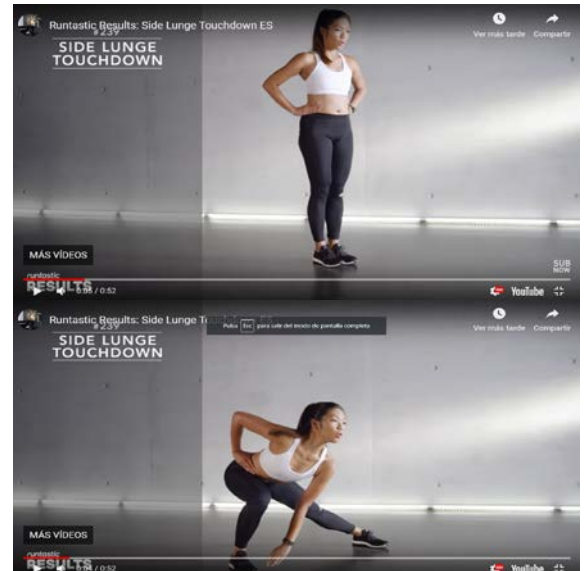 Runtastic Results: Side Lunge Touchdown ES
#239
SIDE LUNGE
TOUCHDOWN
Ver más tarde Compartir
MÁS VÍDEOS
SUB
NOW
runtastic
RESULTS
0:03 / 0:52
YouTube
Runtastic Results: Side Lunge
#239
SIDE LUNGE
TOUCHDOWN
Pulsa Esc para salir del modo de pantalla completa
Ver más tarde Compartir
MÁS VÍDEOS
runtastic
RESULTS
/ 0:52
YouTube